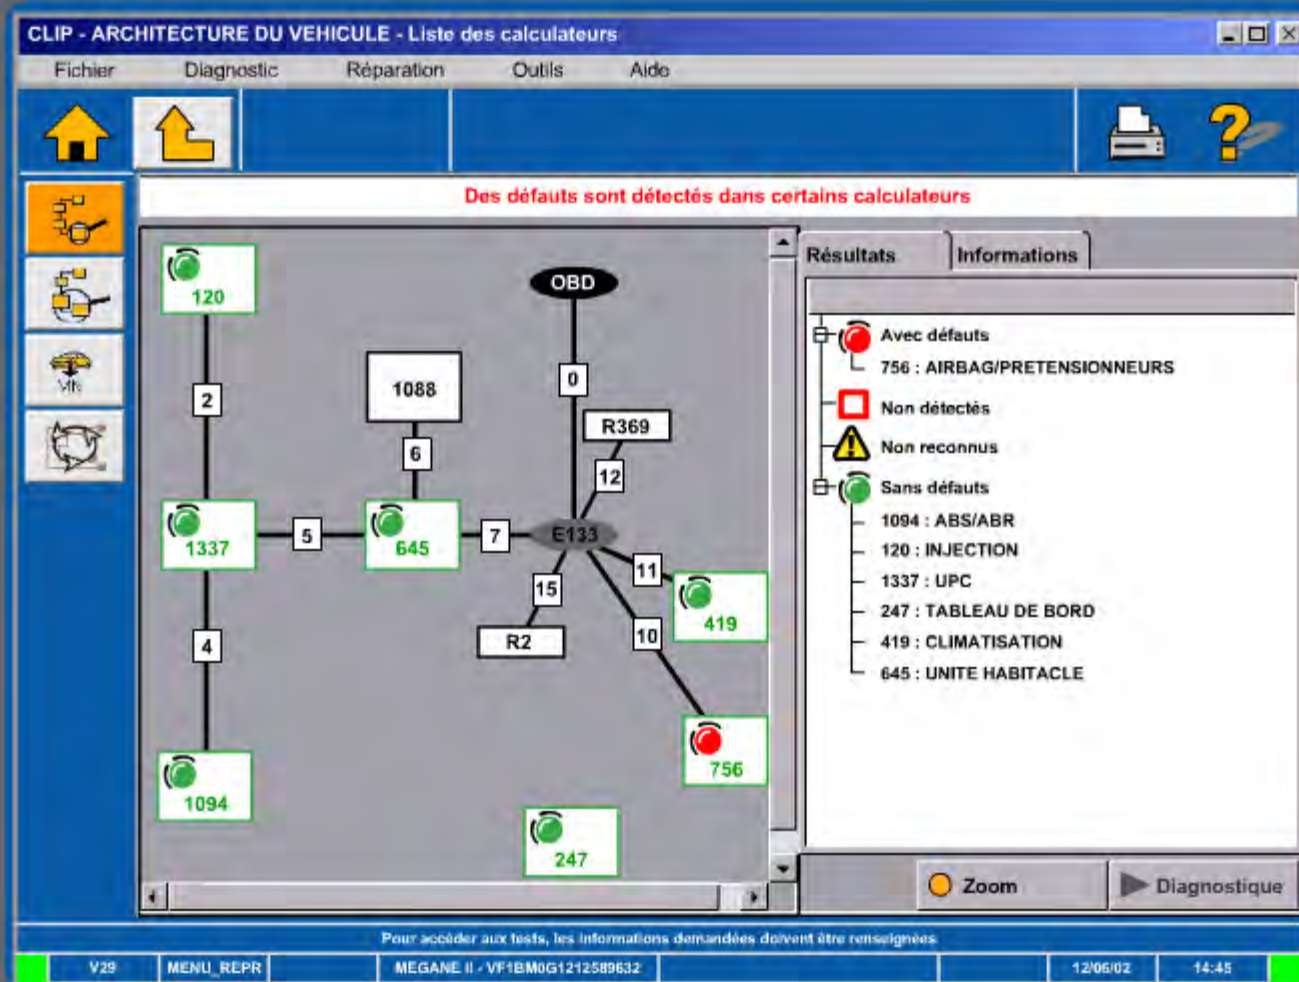 CLIP - ARCHITECTURE DU VEHICULE - Liste des calculateurs
Fichier Diagnostic Réparation Outils Aide
Des défauts sont détectés dans certains calculateurs
Résultats Informations
120
OBD
Avec défauts
756 : AIRBAG/PRETENSIONNEURS
2
1088
0
Non détectés
R369
6
12
Non reconnus
Sans défauts
1094 : ABS/ABR
1337
5
645
7
E133
120 : INJECTION
11
1337 : UPC
15
247 : TABLEAU DE BORD
419
4
R2
10
419 : CLIMATISATION
645 : UNITE HABITACLE
756
1094
247
Zoom Diagnostique
Pour accéder aux tests, les informations demandées doivent être renseignées
V29 MENU_REPR MEGANE II - VF1BM0G1212589632 12/06/02 14:45